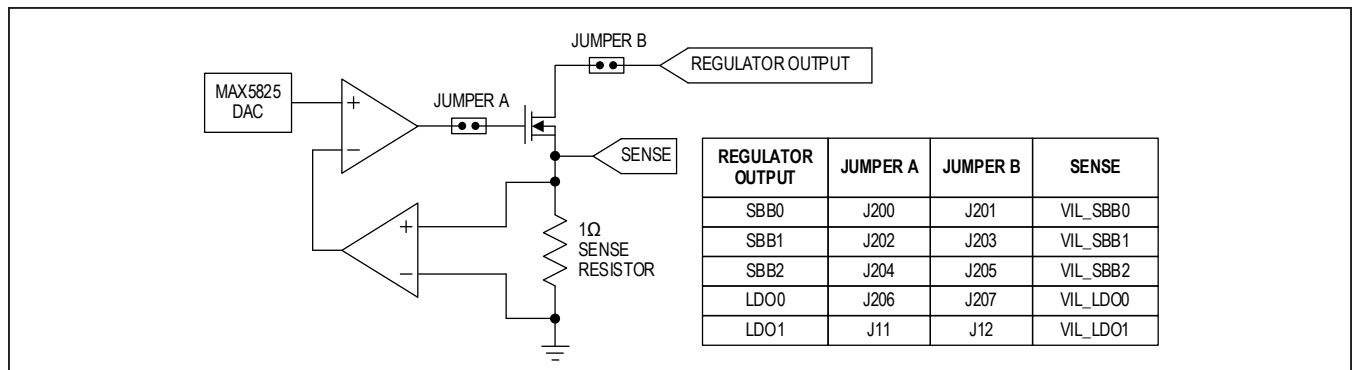 JUMPER B
REGULATOR OUTPUT
MAX5825
DAC
+
−
JUMPER A
SENSE
+
−
1Ω
SENSE
RESISTOR
REGULATOR OUTPUT JUMPER A JUMPER B SENSE
SBB0 J200 J201 VIL_SBB0
SBB1 J202 J203 VIL_SBB1
SBB2 J204 J205 VIL_SBB2
LDO0 J206 J207 VIL_LDO0
LDO1 J11 J12 VIL_LDO1